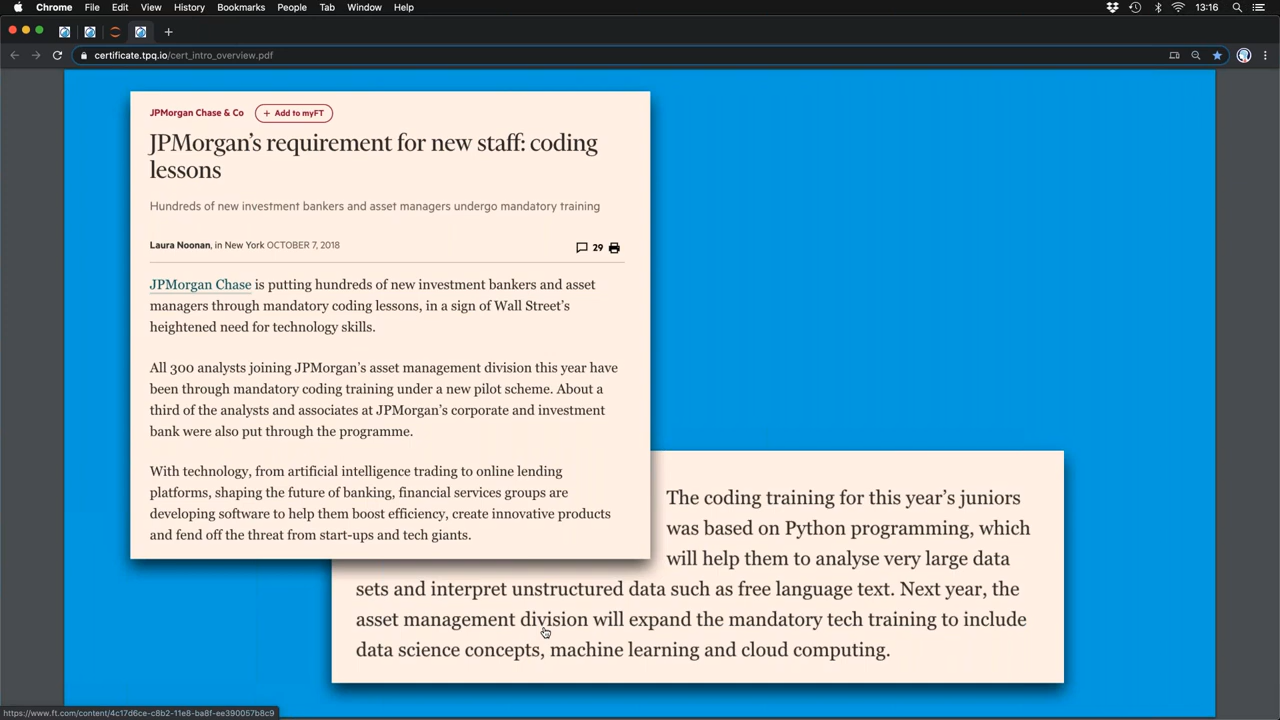 Chrome File Edit View History Bookmarks People Tab Window Help 13:16
certificate.tpq.io/cert_intro_overview.pdf
JPMorgan Chase & Co + Add to myFT
JPMorgan’s requirement for new staff: coding
lessons
Hundreds of new investment bankers and asset managers undergo mandatory training
Laura Noonan, in New York OCTOBER 7, 2018 29
JPMorgan Chase is putting hundreds of new investment bankers and asset
managers through mandatory coding lessons, in a sign of Wall Street’s
heightened need for technology skills.
All 300 analysts joining JPMorgan’s asset management division this year have
been through mandatory coding training under a new pilot scheme. About a
third of the analysts and associates at JPMorgan’s corporate and investment
bank were also put through the programme.
With technology, from artificial intelligence trading to online lending
platforms, shaping the future of banking, financial services groups are
developing software to help them boost efficiency, create innovative products
and fend off the threat from start-ups and tech giants.
The coding training for this year’s juniors
was based on Python programming, which
will help them to analyse very large data
sets and interpret unstructured data such as free language text. Next year, the
asset management division will expand the mandatory tech training to include
data science concepts, machine learning and cloud computing.
https://www.ft.com/content/4c17d6ce-c8b2-11e8-ba8f-ee390057b8c9